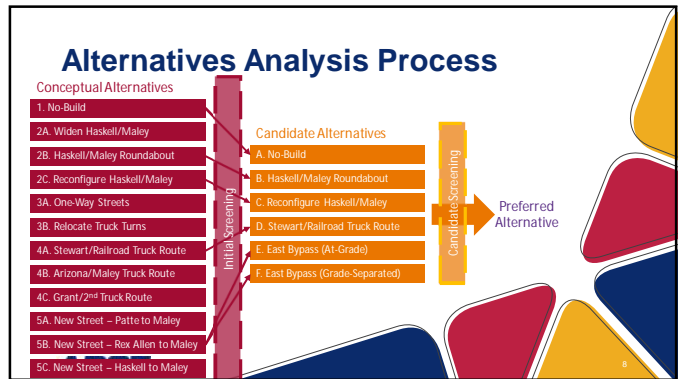 Alternatives Analysis Process
Conceptual Alternatives
1. No-Build
2A. Widen Haskell/Maley
2B. Haskell/Maley Roundabout
2C. Reconfigure Haskell/Maley
3A. One-Way Streets
3B. Relocate Truck Turns
4A. Stewart/Railroad Truck Route
4B. Arizona/Maley Truck Route
4C. Grant/2nd Truck Route
5A. New Street – Patte to Maley
5B. New Street – Rex Allen to Maley
5C. New Street – Haskell to Maley
Initial Screening
Candidate Alternatives
A. No-Build
B. Haskell/Maley Roundabout
C. Reconfigure Haskell/Maley
D. Stewart/Railroad Truck Route
E. East Bypass (At-Grade)
F. East Bypass (Grade-Separated)
Candidate Screening
Preferred
Alternative
8